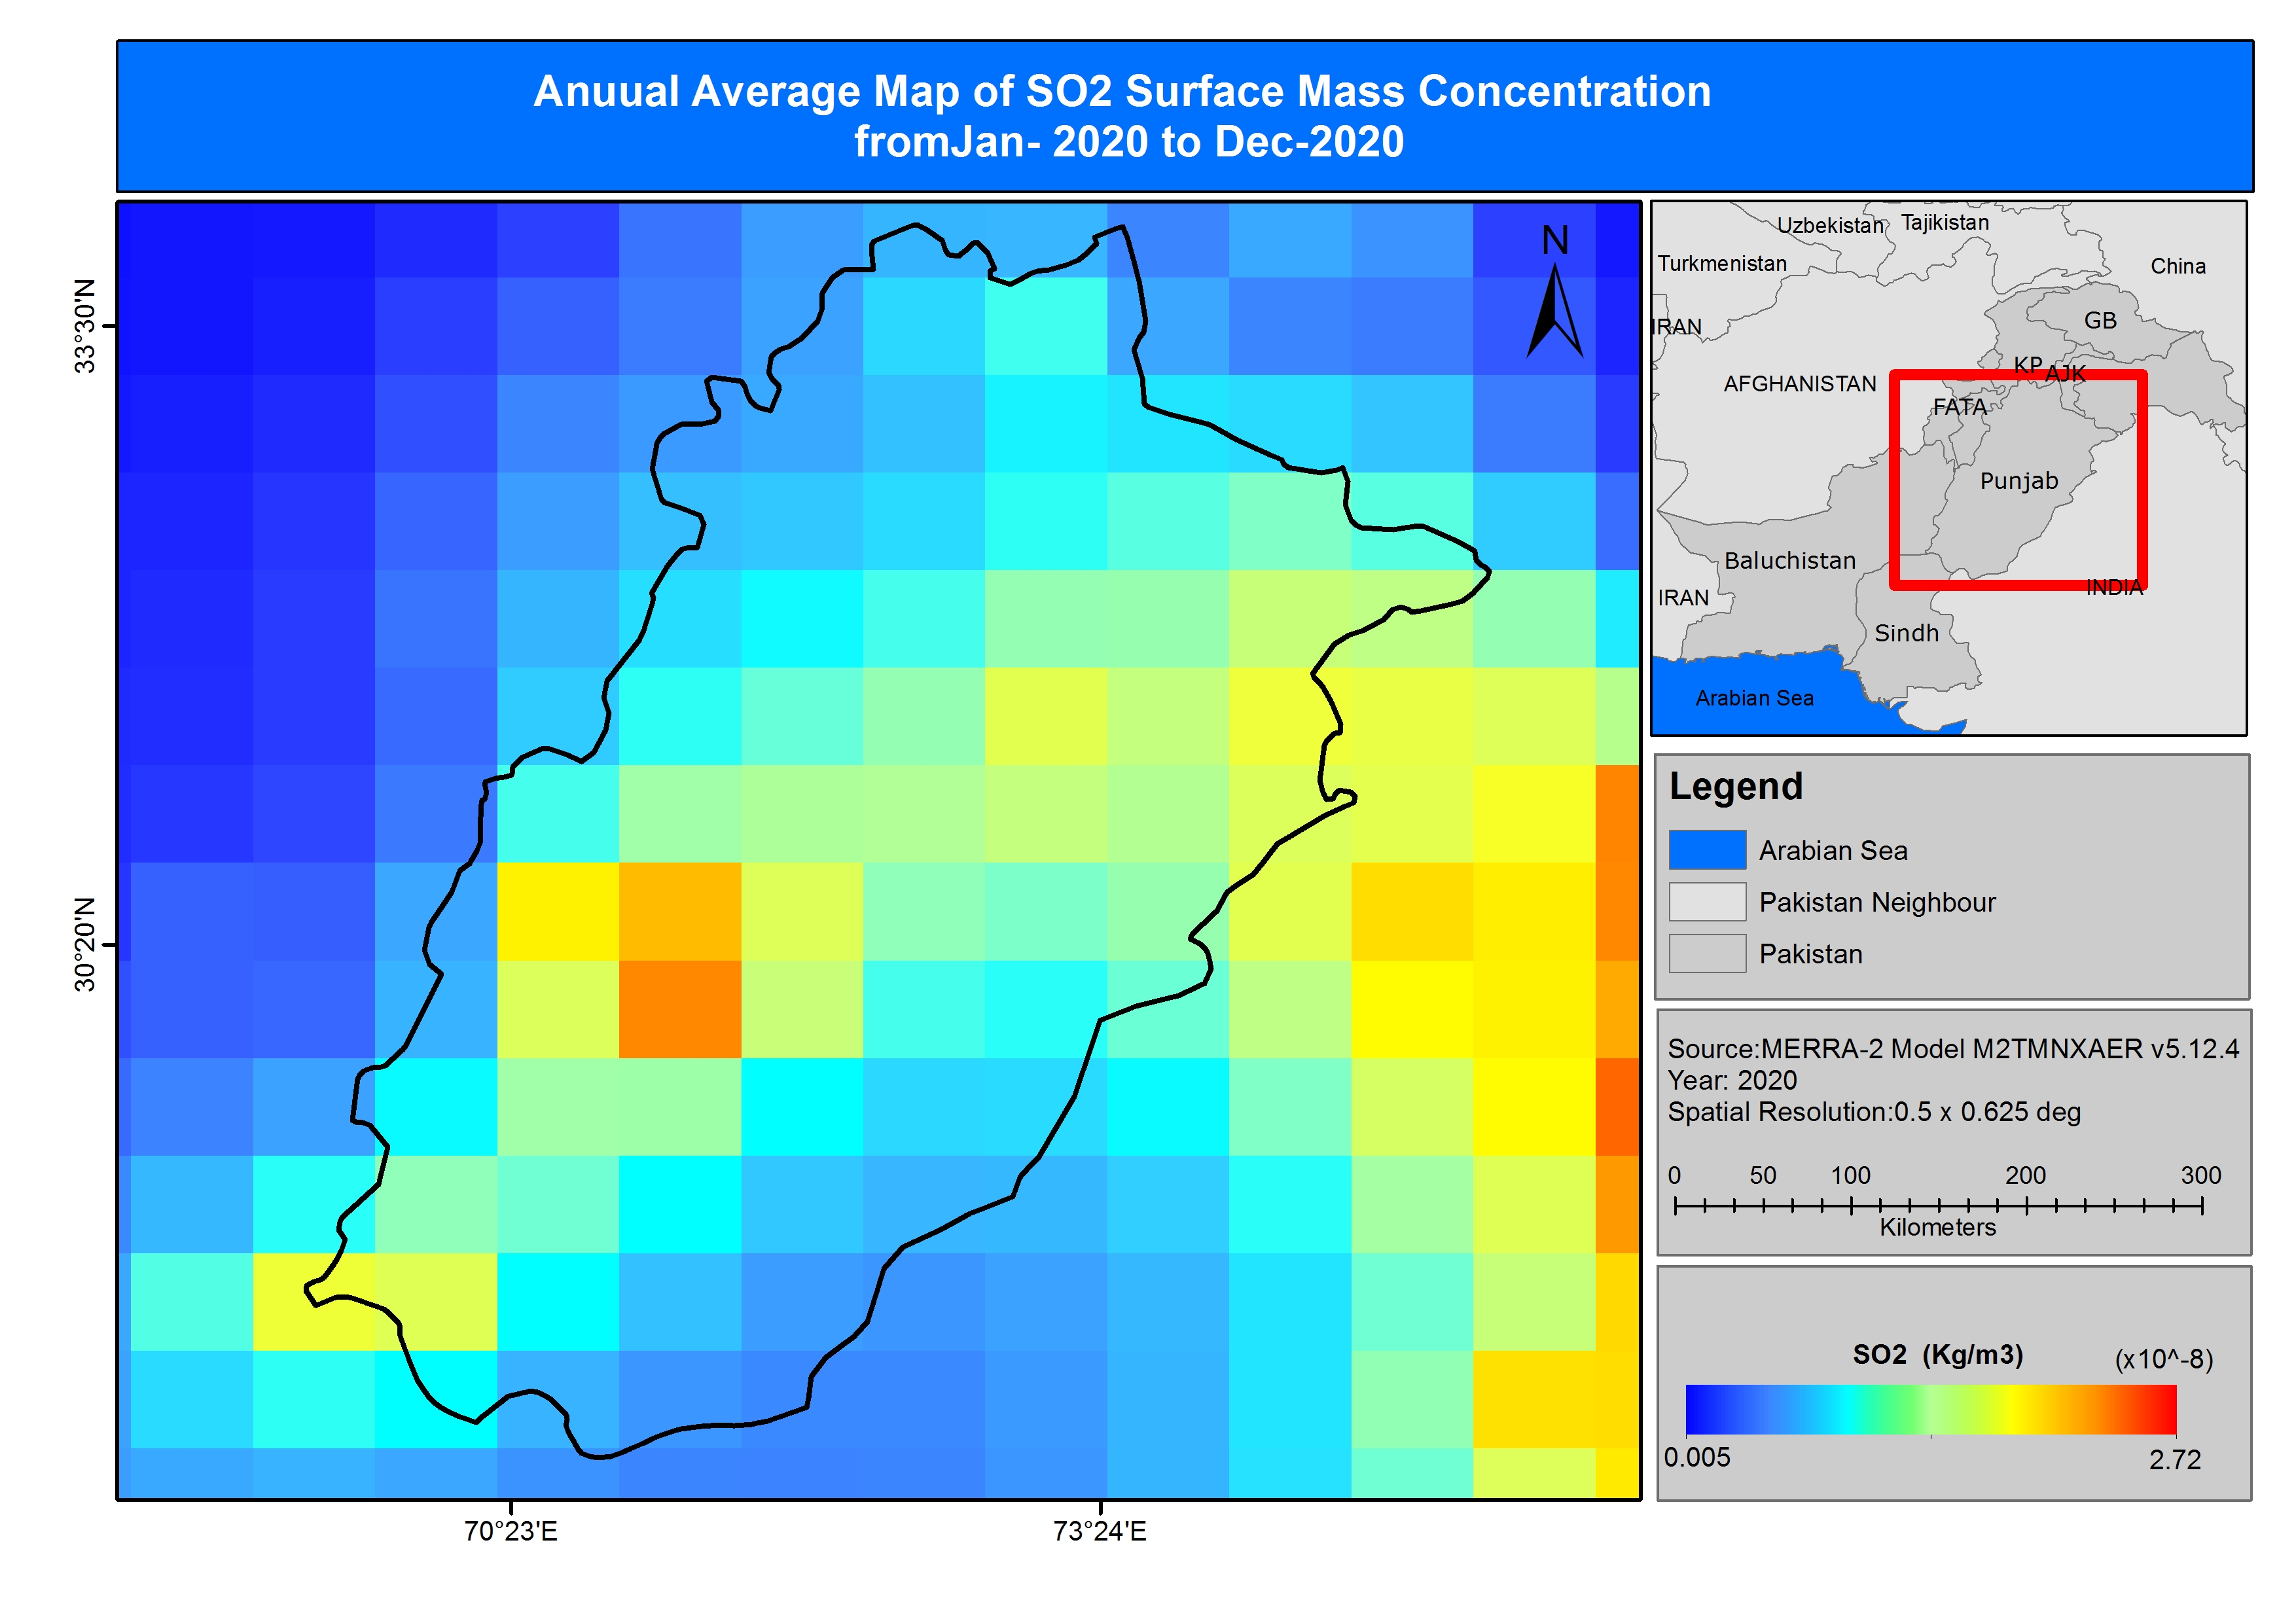 Anuual Average Map of SO2 Surface Mass Concentration
fromJan- 2020 to Dec-2020
N
33°30'N
30°20'N
70°23'E
73°24'E
Uzbekistan
Tajikistan
Turkmenistan
China
IRAN
GB
KP
AJK
AFGHANISTAN
FATA
Punjab
Baluchistan
INDIA
IRAN
Sindh
Arabian Sea
Legend
Arabian Sea
Pakistan Neighbour
Pakistan
Source:MERRA-2 Model M2TMNXAER v5.12.4
Year: 2020
Spatial Resolution:0.5 x 0.625 deg
0 50 100 200 300
Kilometers
SO2 (Kg/m3) (x10^-8)
0.005 2.72